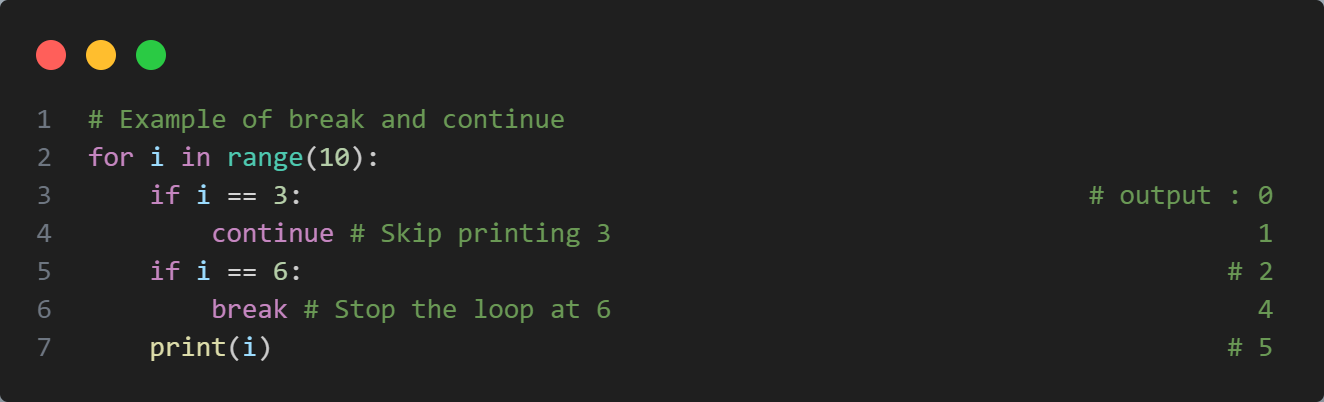 1 # Example of break and continue
2 for i in range(10):
3     if i == 3:                                                   # output : 0
4         continue # Skip printing 3                                          1
5     if i == 6:                                                            # 2
6         break # Stop the loop at 6                                          4
7     print(i)                                                              # 5